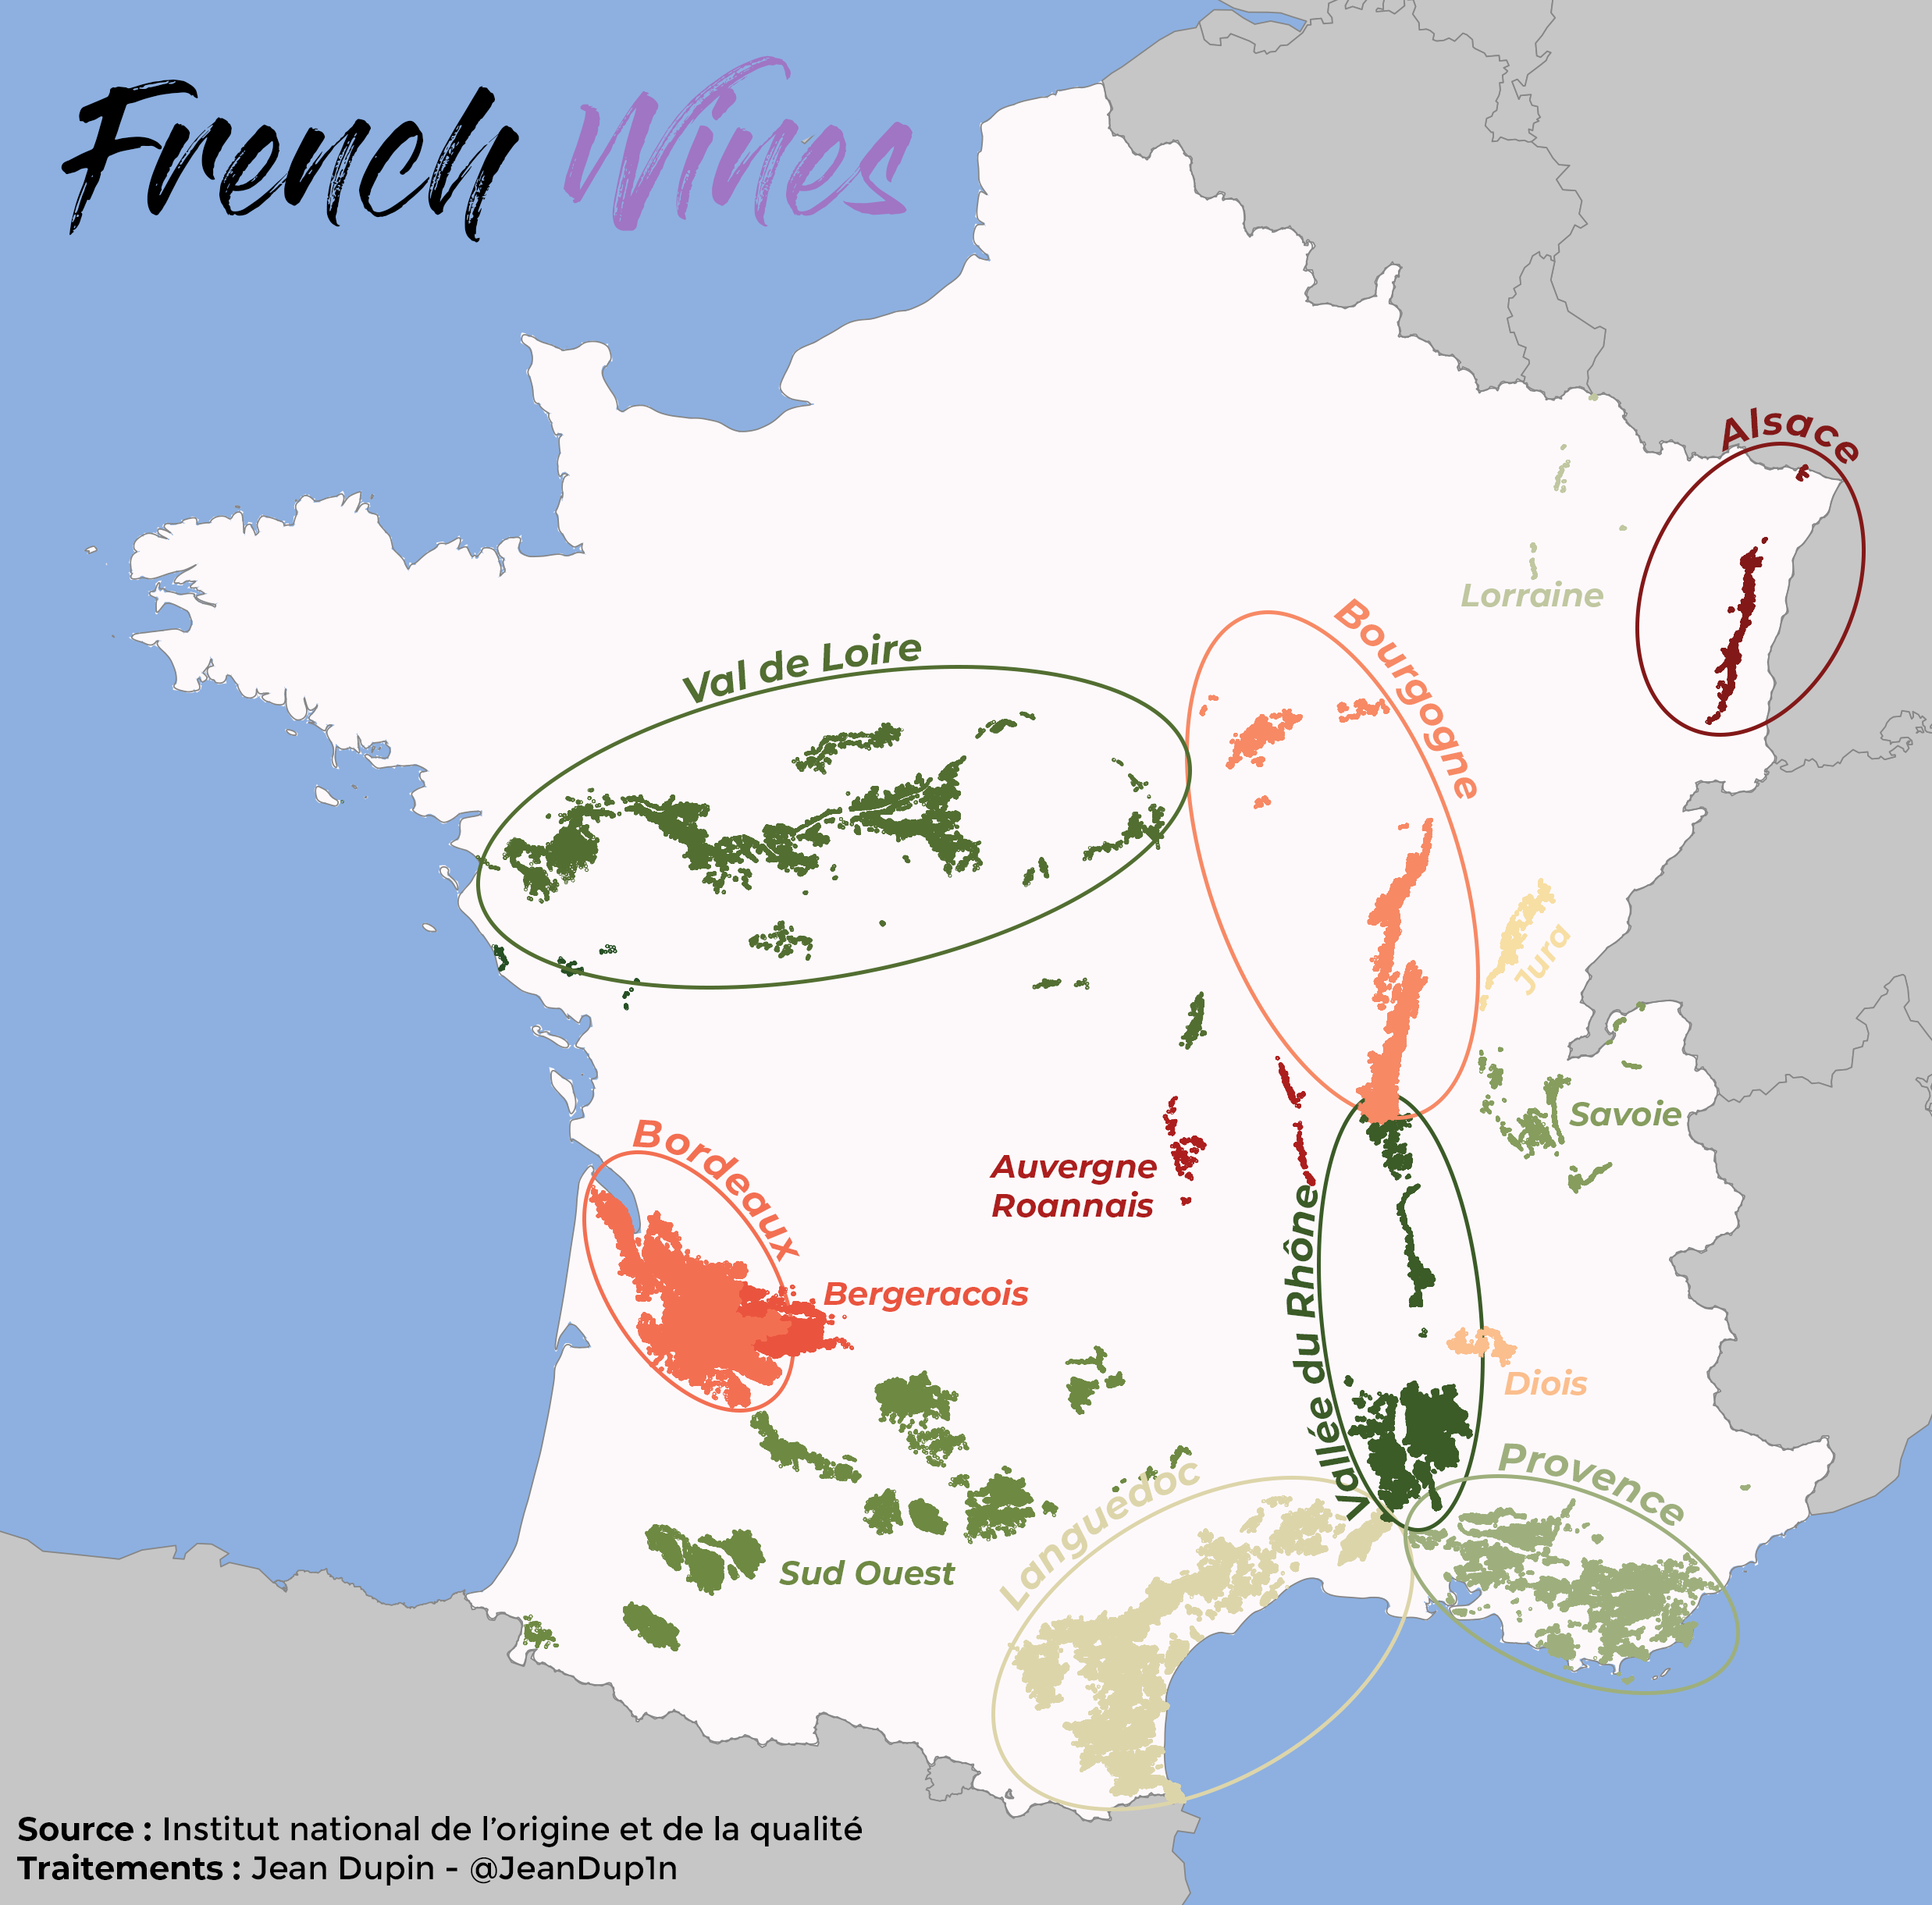 French Wines
Alsace
Lorraine
Bourgogne
Val de Loire
Jura
Savoie
Bordeaux
Auvergne
Roannais
Bergeracois
Vallée du Rhône
Diois
Provence
Languedoc
Sud Ouest
Source : Institut national de l'origine et de la qualité
Traitements : Jean Dupin - @JeanDup1n